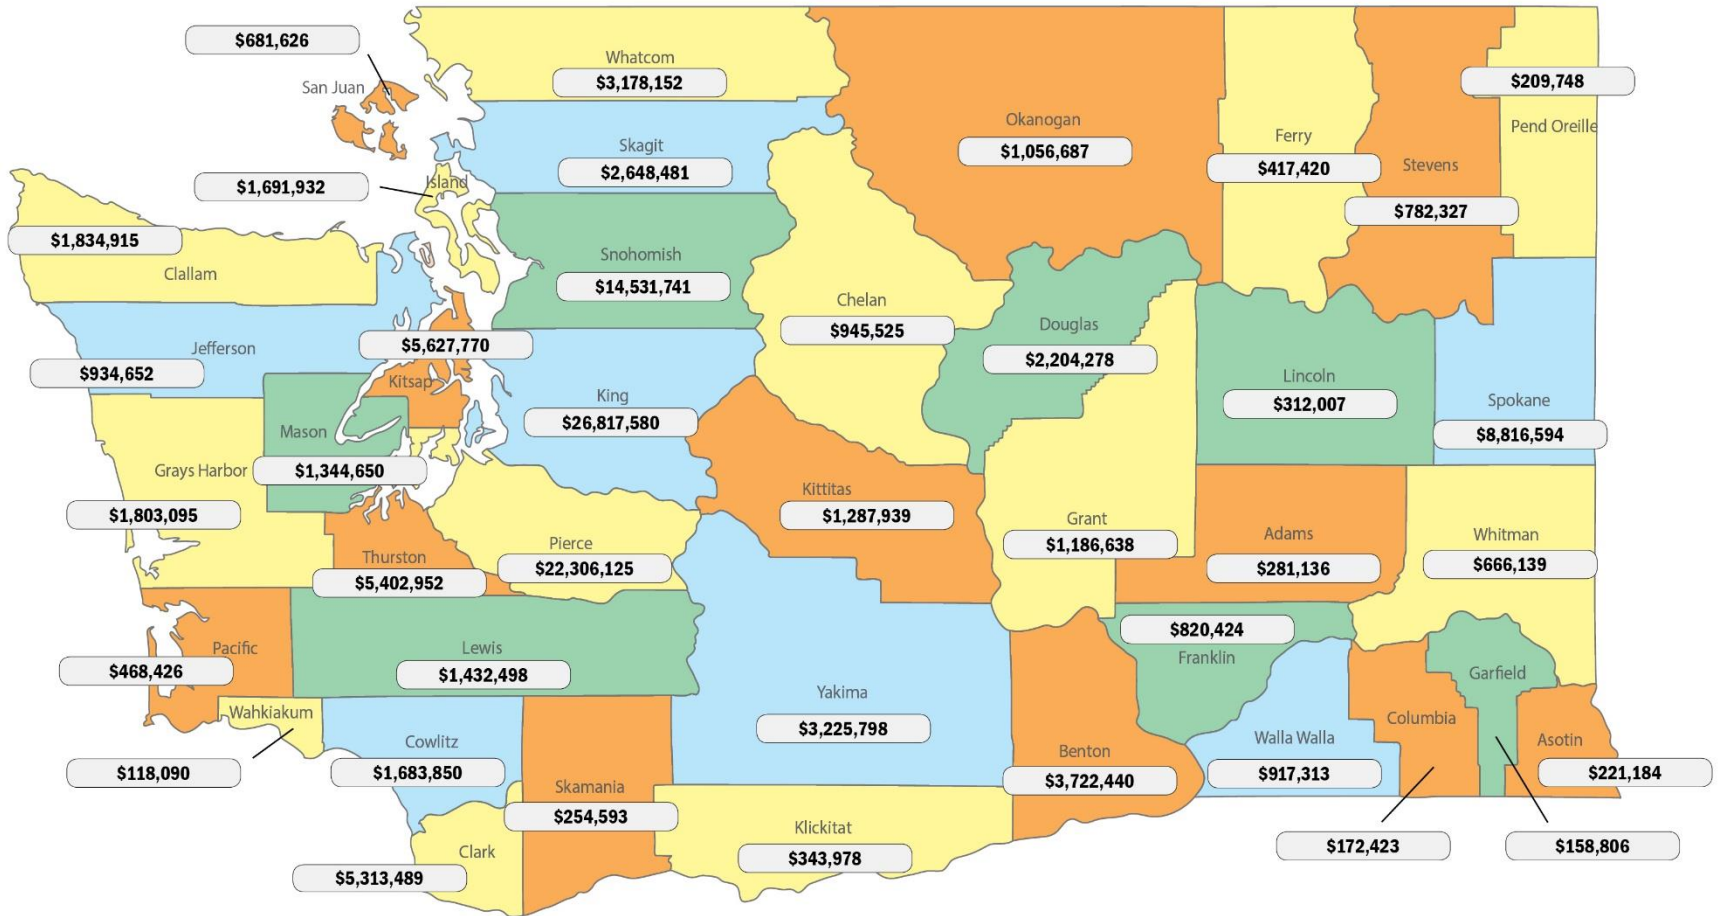 $681,626
San Juan
Whatcom
$3,178,152
Skagit
$2,648,481
Okanogan
$1,056,687
Ferry
$417,420
Stevens
$782,327
$209,748
Pend Oreille
$1,691,932
Island
$1,834,915
Clallam
Snohomish
$14,531,741
Chelan
$945,525
Douglas
$2,204,278
Lincoln
$312,007
Spokane
$8,816,594
Jefferson
$934,652
$5,627,770
Kitsap
King
$26,817,580
Mason
$1,344,650
Grays Harbor
$1,803,095
Kittitas
$1,287,939
Grant
$1,186,638
Adams
$281,136
Whitman
$666,139
Thurston
$5,402,952
Pierce
$22,306,125
Pacific
$468,426
Lewis
$1,432,498
Yakima
$3,225,798
$820,424
Franklin
Garfield
$158,806
Columbia
$172,423
Asotin
$221,184
Wahkiakum
$118,090
Cowlitz
$1,683,850
Skamania
$254,593
Benton
$3,722,440
Walla Walla
$917,313
Clark
$5,313,489
Klickitat
$343,978